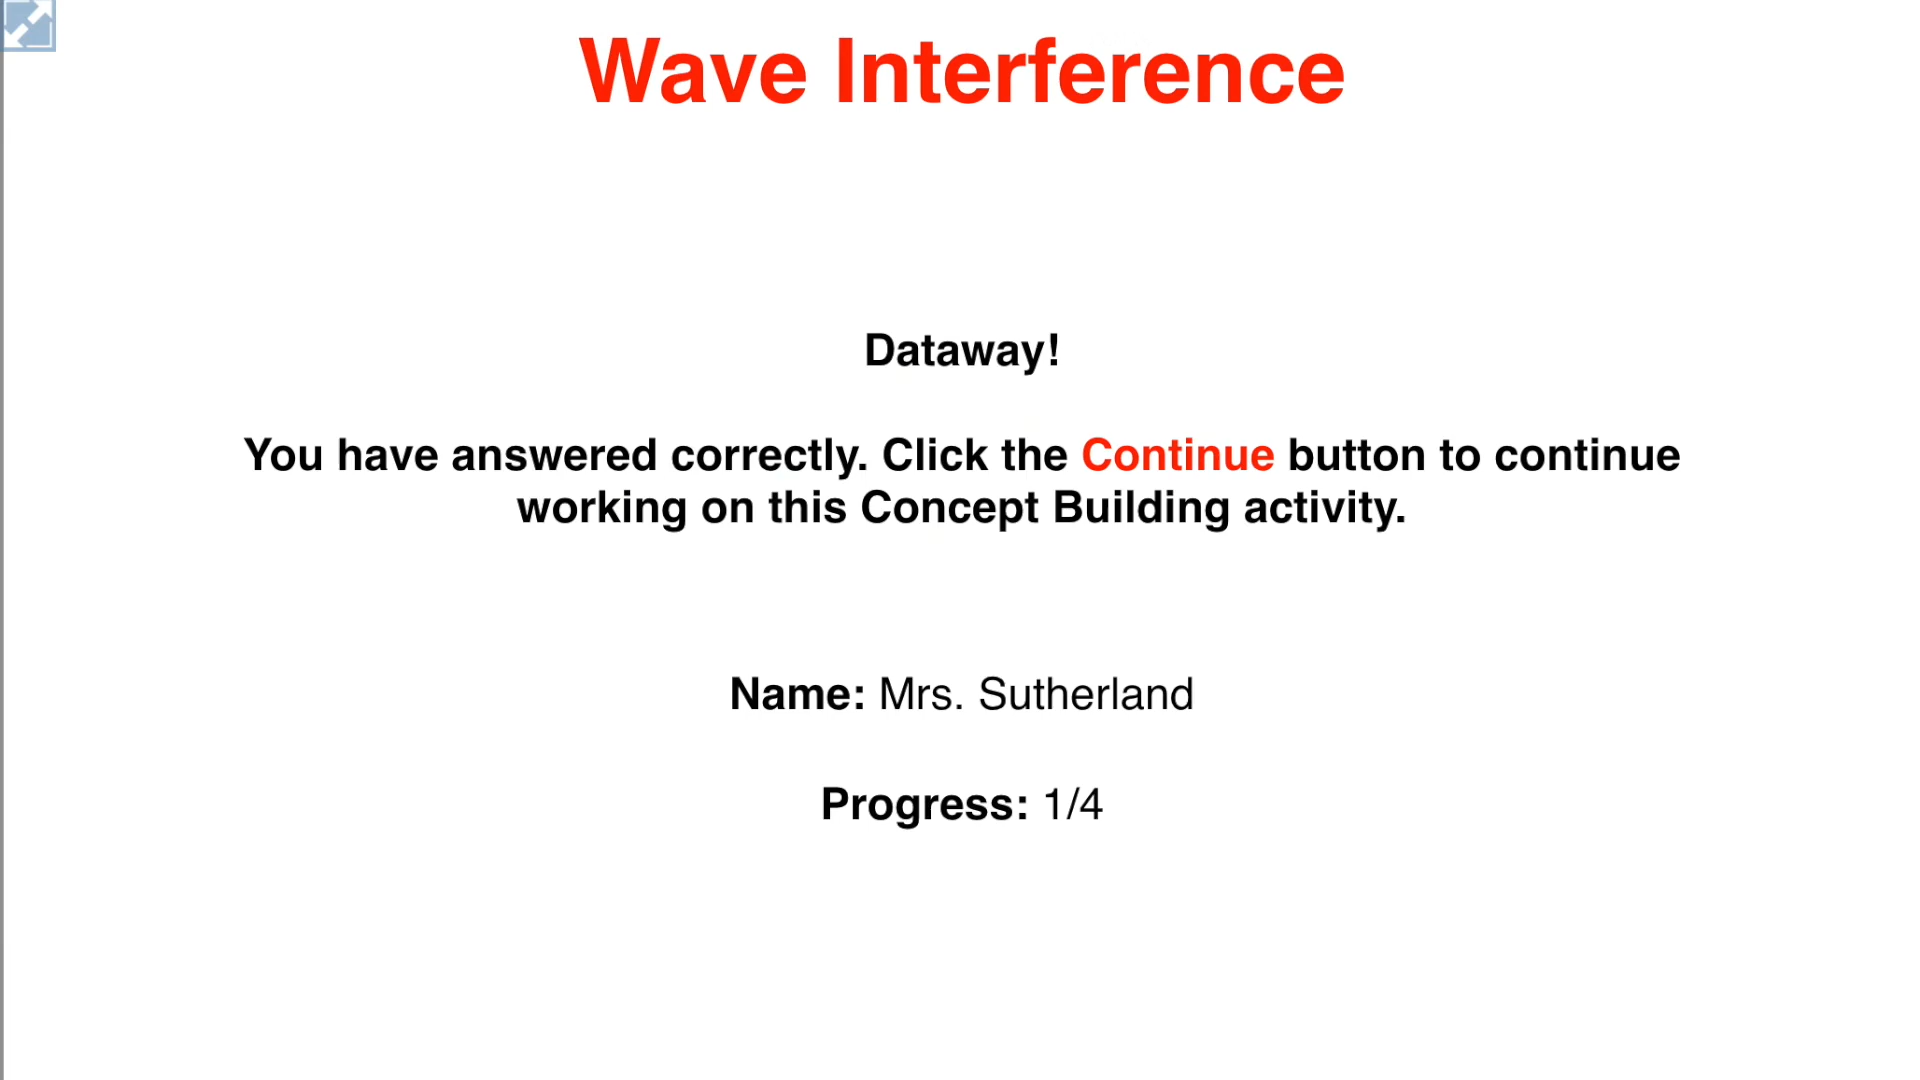 Wave Interference
Dataway!
You have answered correctly. Click the Continue button to continue
working on this Concept Building activity.
Name: Mrs. Sutherland
Progress: 1/4